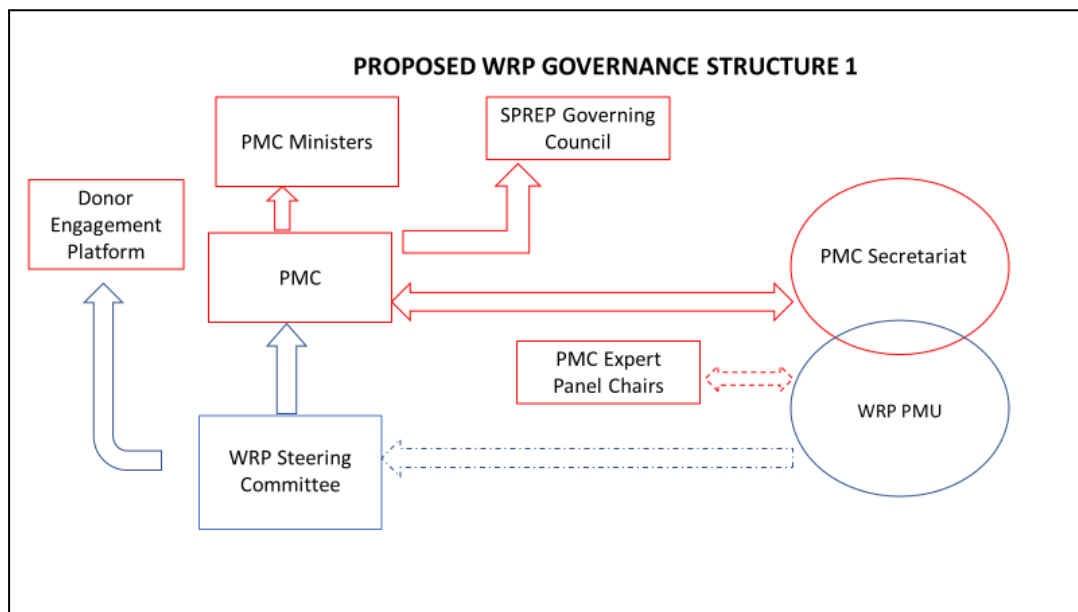 PROPOSED WRP GOVERNANCE STRUCTURE 1
SPREP Governing
Council
PMC Ministers
Donor
Engagement
Platform
PMC
PMC Secretariat
PMC Expert
Panel Chairs
WRP PMU
WRP Steering
Committee